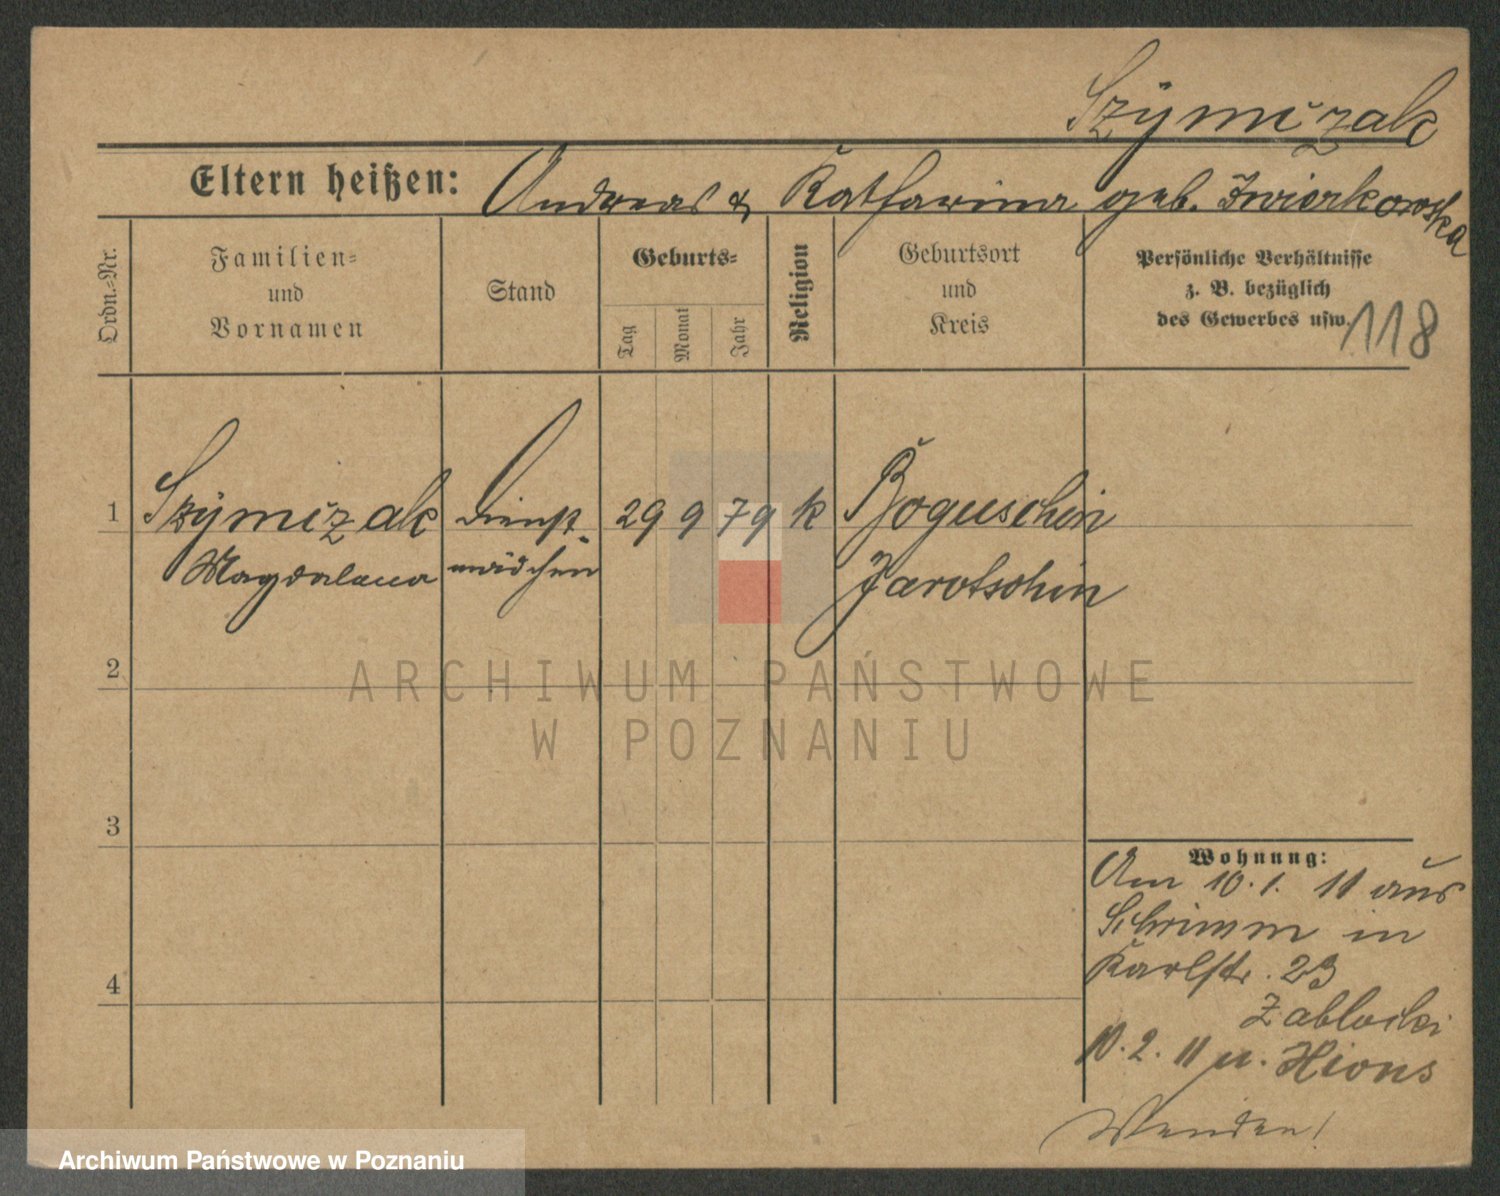 Szymczak
Eltern heißen: Andreas & Katharina geb. Zwierkowska
Ordn.-Nr.
Familien-
und
Vornamen
Stand
Geburts-
Tag
Monat
Jahr
Religion
Geburtsort
und
Kreis
Persönliche Verhältnisse
z. B. bezüglich
des Gewerbes usw.
118
1 Szymczak Dienst- 29 9 79 k Boguschin
Magdalena mädchen Jarotschin
2
ARCHIWUM PAŃSTWOWE
W POZNANIU
3
Wohnung:
Am 10.1. 11 aus
Schrimm in
Karlstr. 23
Zablocki
4
10.2. 11 n. Xions
Wenden!
Archiwum Państwowe w Poznaniu